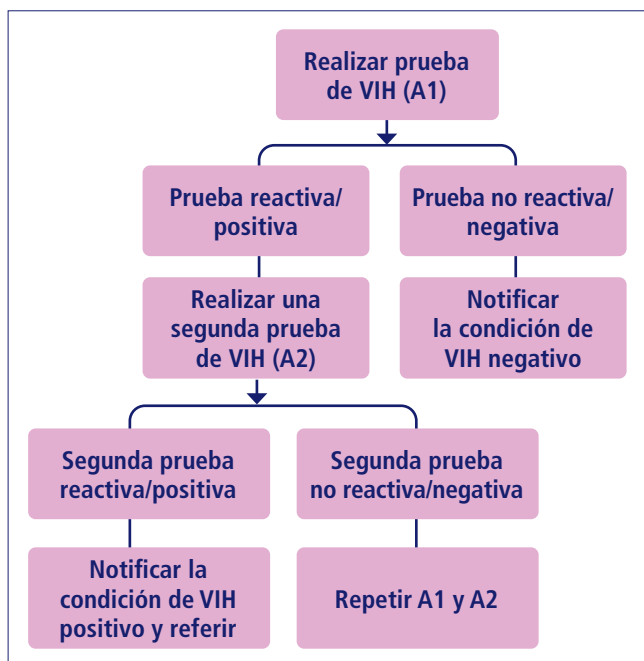 Realizar prueba
de VIH (A1)
Prueba reactiva/
positiva
Prueba no reactiva/
negativa
Realizar una
segunda prueba
de VIH (A2)
Notificar
la condición de
VIH negativo
Segunda prueba
reactiva/positiva
Segunda prueba
no reactiva/negativa
Notificar la
condición de VIH
positivo y referir
Repetir A1 y A2